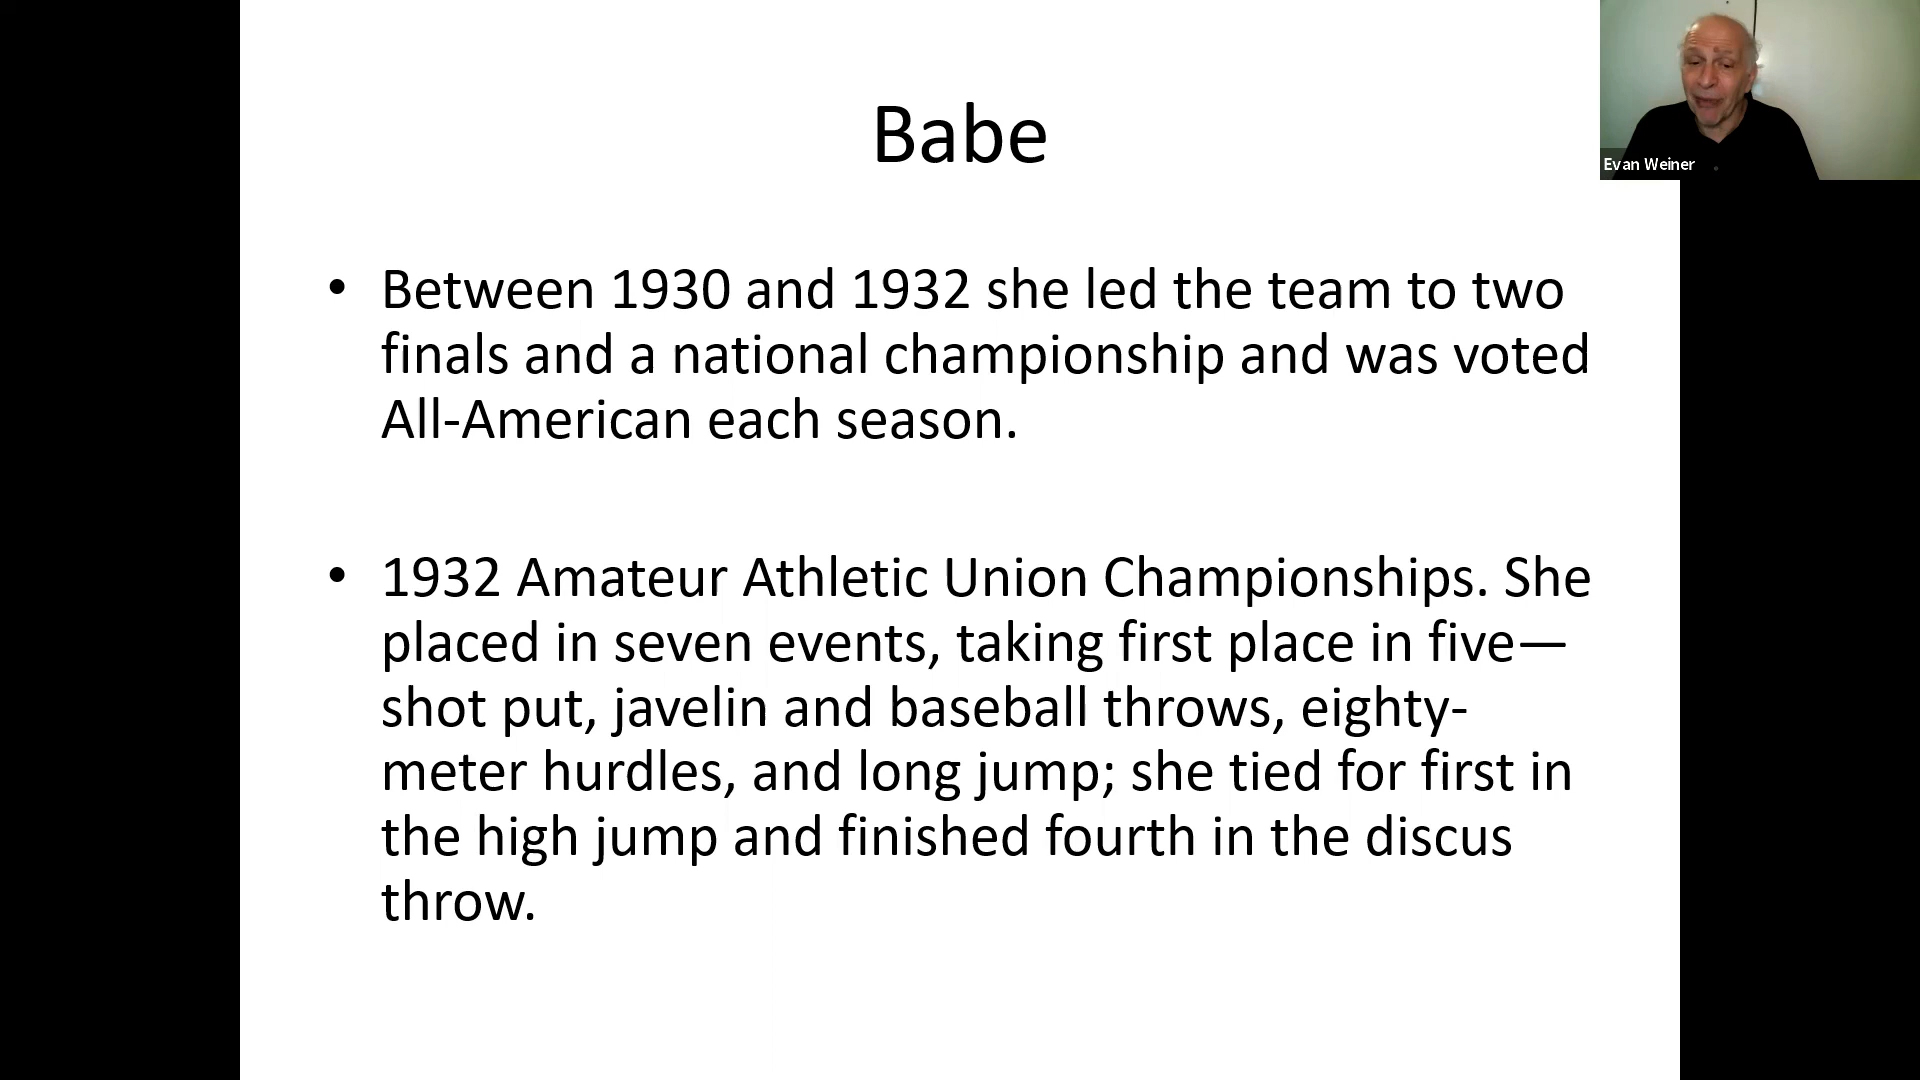 Babe
Evan Weiner
• Between 1930 and 1932 she led the team to two
finals and a national championship and was voted
All-American each season.
• 1932 Amateur Athletic Union Championships. She
placed in seven events, taking first place in five—
shot put, javelin and baseball throws, eighty-
meter hurdles, and long jump; she tied for first in
the high jump and finished fourth in the discus
throw.